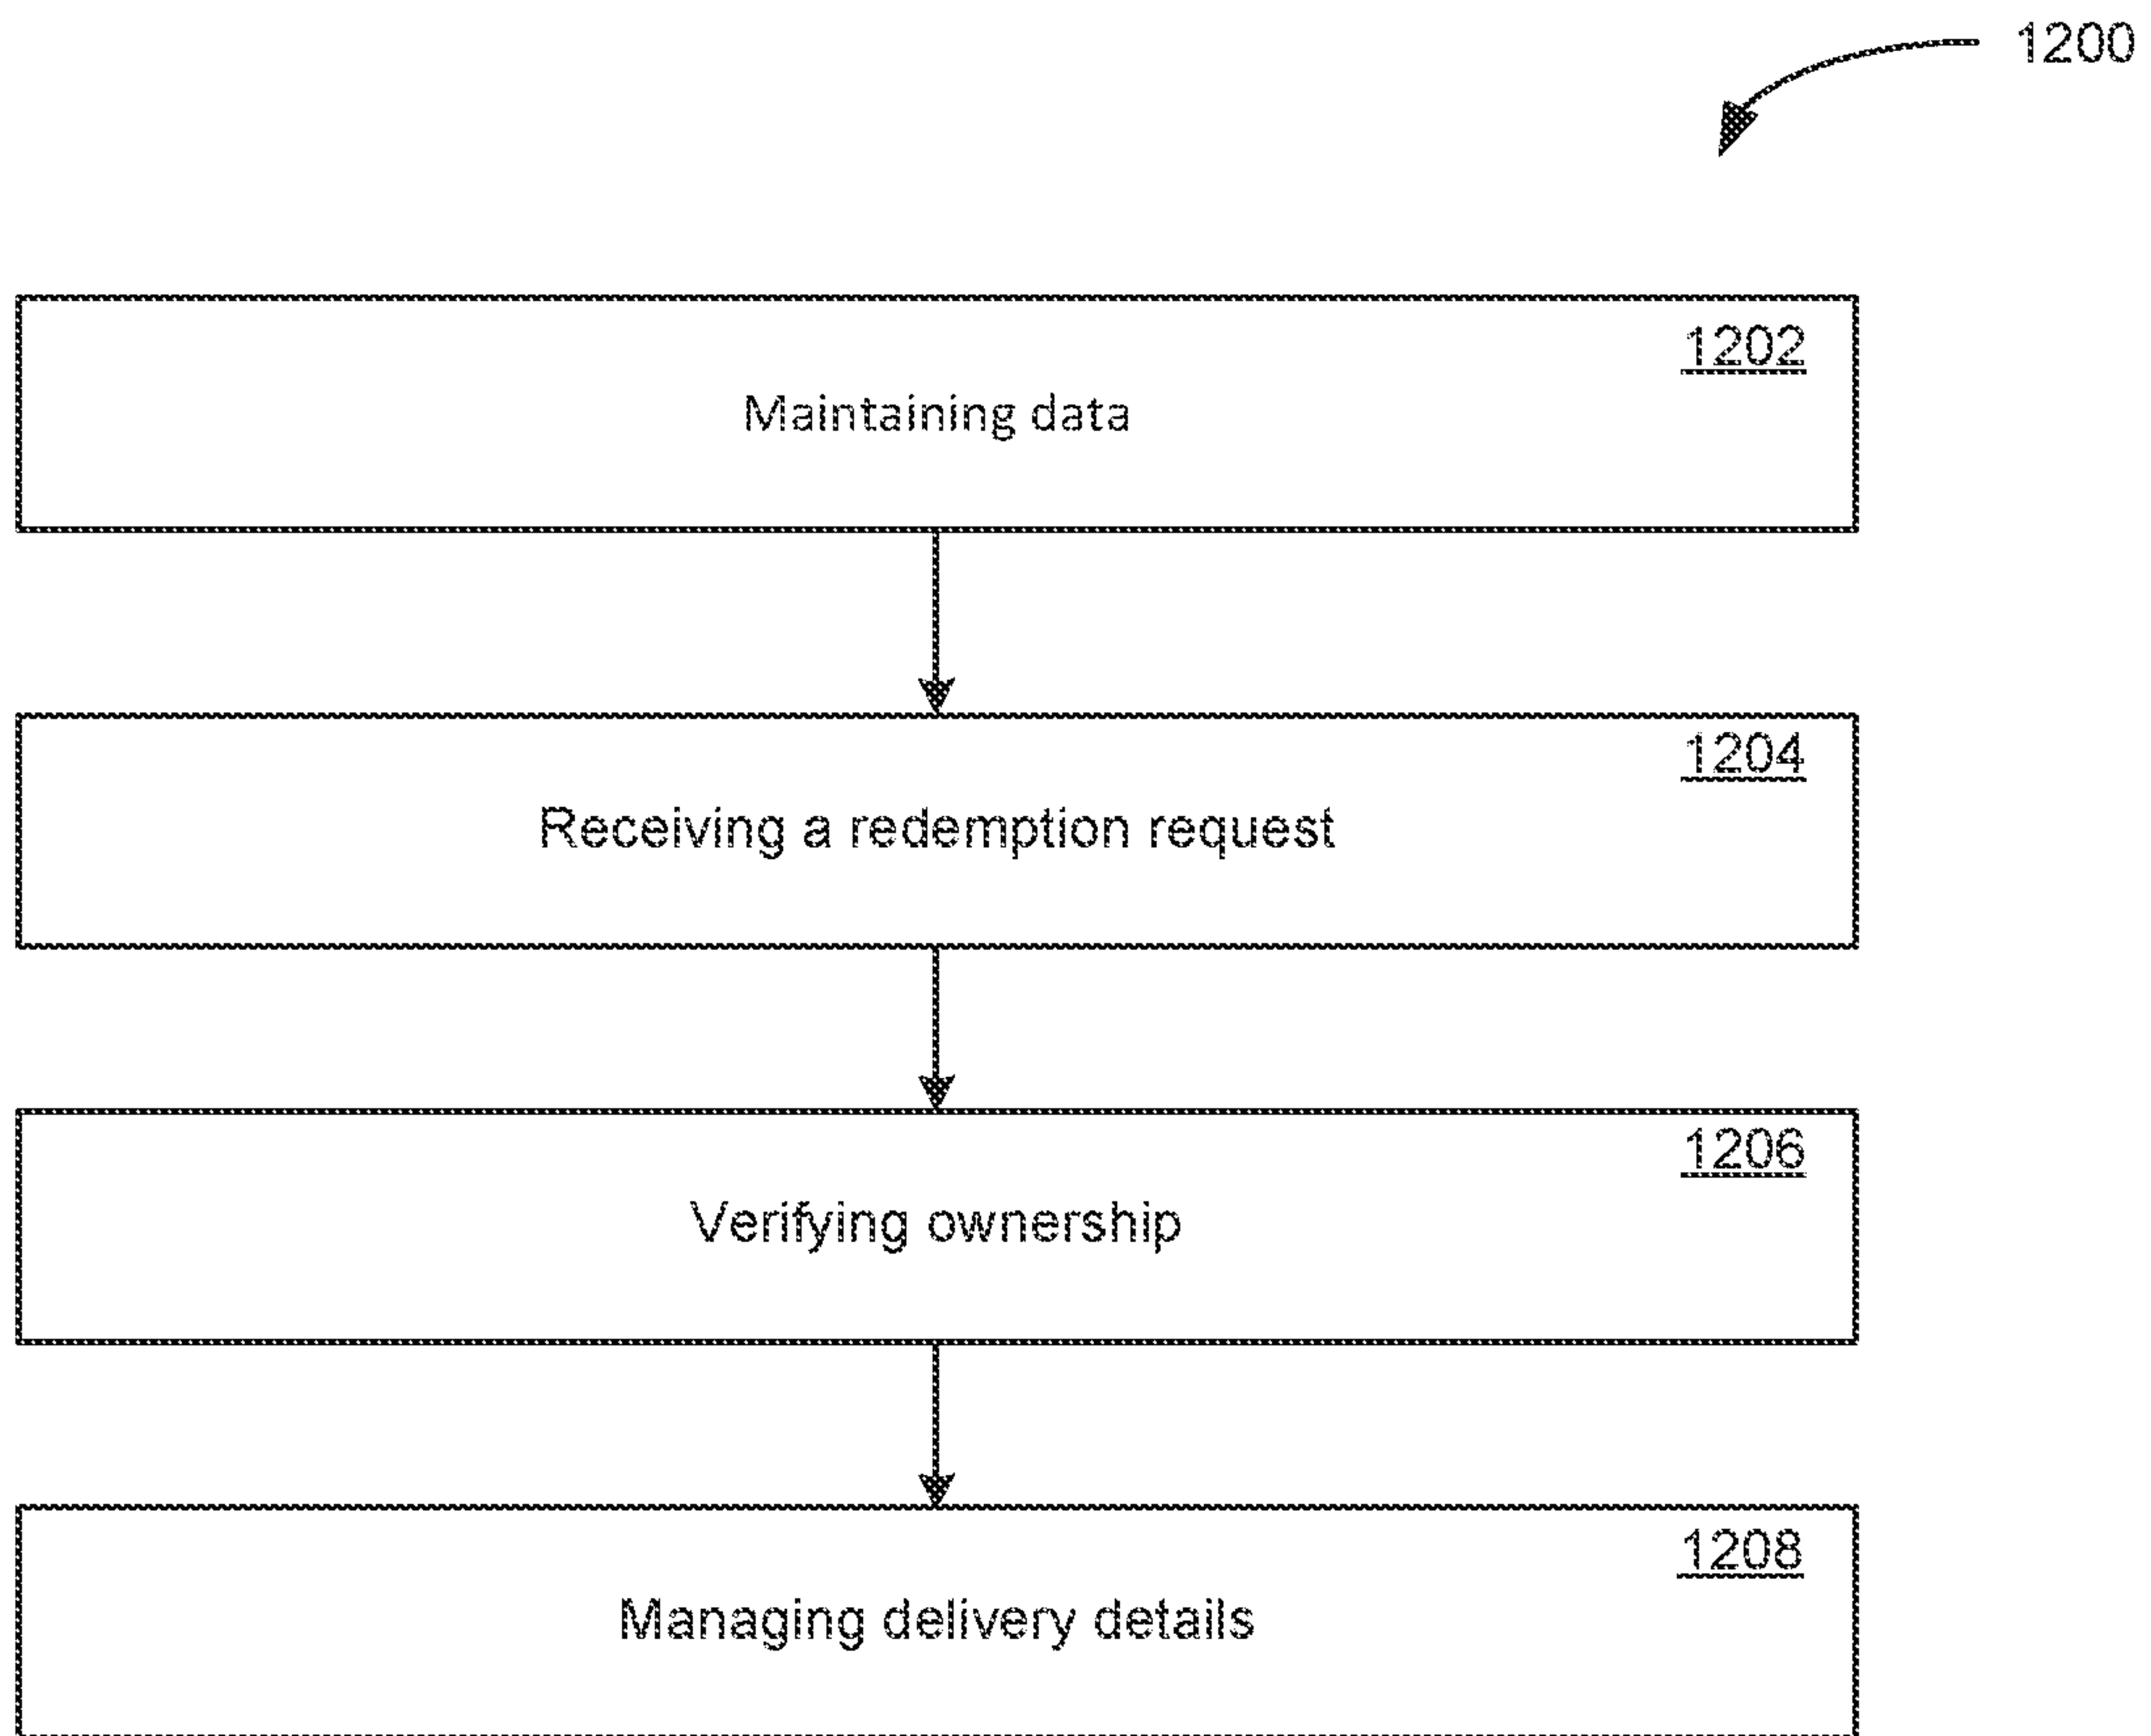 1200
1202
Maintaining data
1204
Receiving a redemption request
1206
Verifying ownership
1208
Managing delivery details